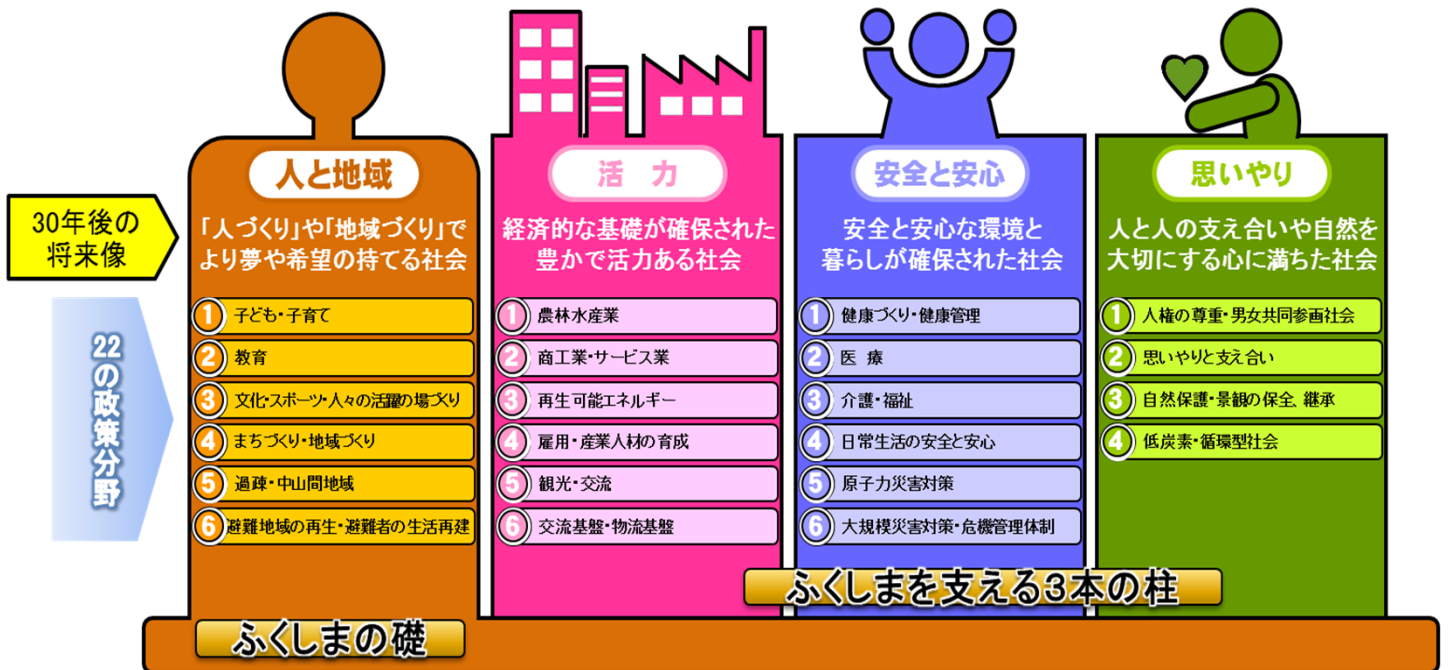 30年後の
将来像
22の政策分野
人と地域
「人づくり」や「地域づくり」で
より夢や希望の持てる社会
1 子ども・子育て
2 教育
3 文化・スポーツ・人々の活躍の場づくり
4 まちづくり・地域づくり
5 過疎・中山間地域
6 避難地域の再生・避難者の生活再建
活 力
経済的な基礎が確保された
豊かで活力ある社会
1 農林水産業
2 商工業・サービス業
3 再生可能エネルギー
4 雇用・産業人材の育成
5 観光・交流
6 交流基盤・物流基盤
安全と安心
安全と安心な環境と
暮らしが確保された社会
1 健康づくり・健康管理
2 医 療
3 介護・福祉
4 日常生活の安全と安心
5 原子力災害対策
6 大規模災害対策・危機管理体制
思いやり
人と人の支え合いや自然を
大切にする心に満ちた社会
1 人権の尊重・男女共同参画社会
2 思いやりと支え合い
3 自然保護・景観の保全、継承
4 低炭素・循環型社会
ふくしまを支える3本の柱
ふくしまの礎